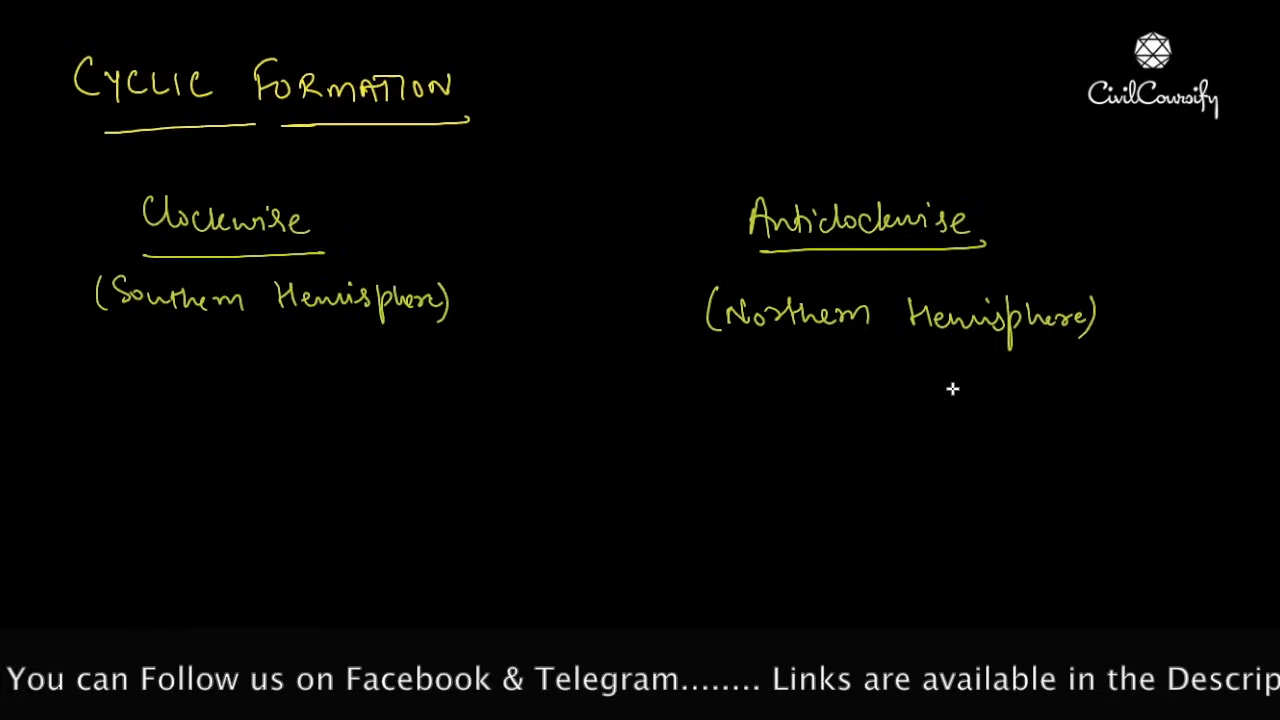 CYCLIC FORMATION
CivilCoursify
Clockwise
Anticlockwise
(Southern Hemisphere)
(Northern Hemisphere)
You can Follow us on Facebook & Telegram........ Links are available in the Descrip